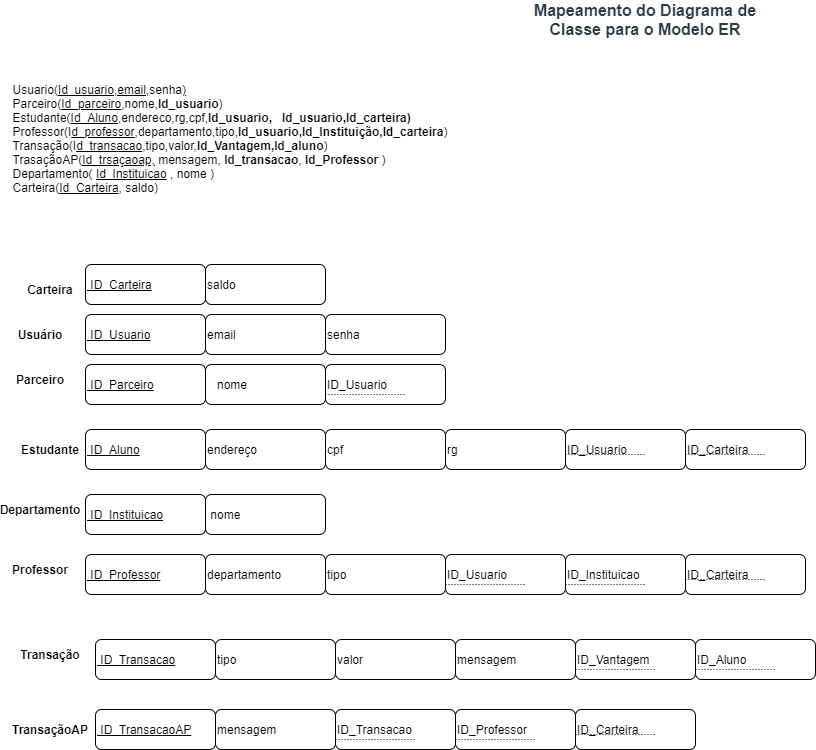 Mapeamento do Diagrama de
Classe para o Modelo ER
Usuario(Id_usuario,email,senha)
Parceiro(Id_parceiro,nome,Id_usuario)
Estudante(Id_Aluno,endereco,rg,cpf,Id_usuario, Id_usuario,Id_carteira)
Professor(Id_professor,departamento,tipo,Id_usuario,Id_Instituição,Id_carteira)
Transação(Id_transacao,tipo,valor,Id_Vantagem,Id_aluno)
TrasaçãoAP(Id_trsaçaoap, mensagem, Id_transacao, Id_Professor )
Departamento( Id_Instituicao , nome )
Carteira(Id_Carteira, saldo)
Carteira ID_Carteira saldo
Usuário ID_Usuario email senha
Parceiro ID_Parceiro nome ID_Usuario
Estudante ID_Aluno endereço cpf rg ID_Usuario ID_Carteira
Departamento ID_Instituicao nome
Professor ID_Professor departamento tipo ID_Usuario ID_Instituicao ID_Carteira
Transação ID_Transacao tipo valor mensagem ID_Vantagem ID_Aluno
TransaçãoAP ID_TransacaoAP mensagem ID_Transacao ID_Professor ID_Carteira